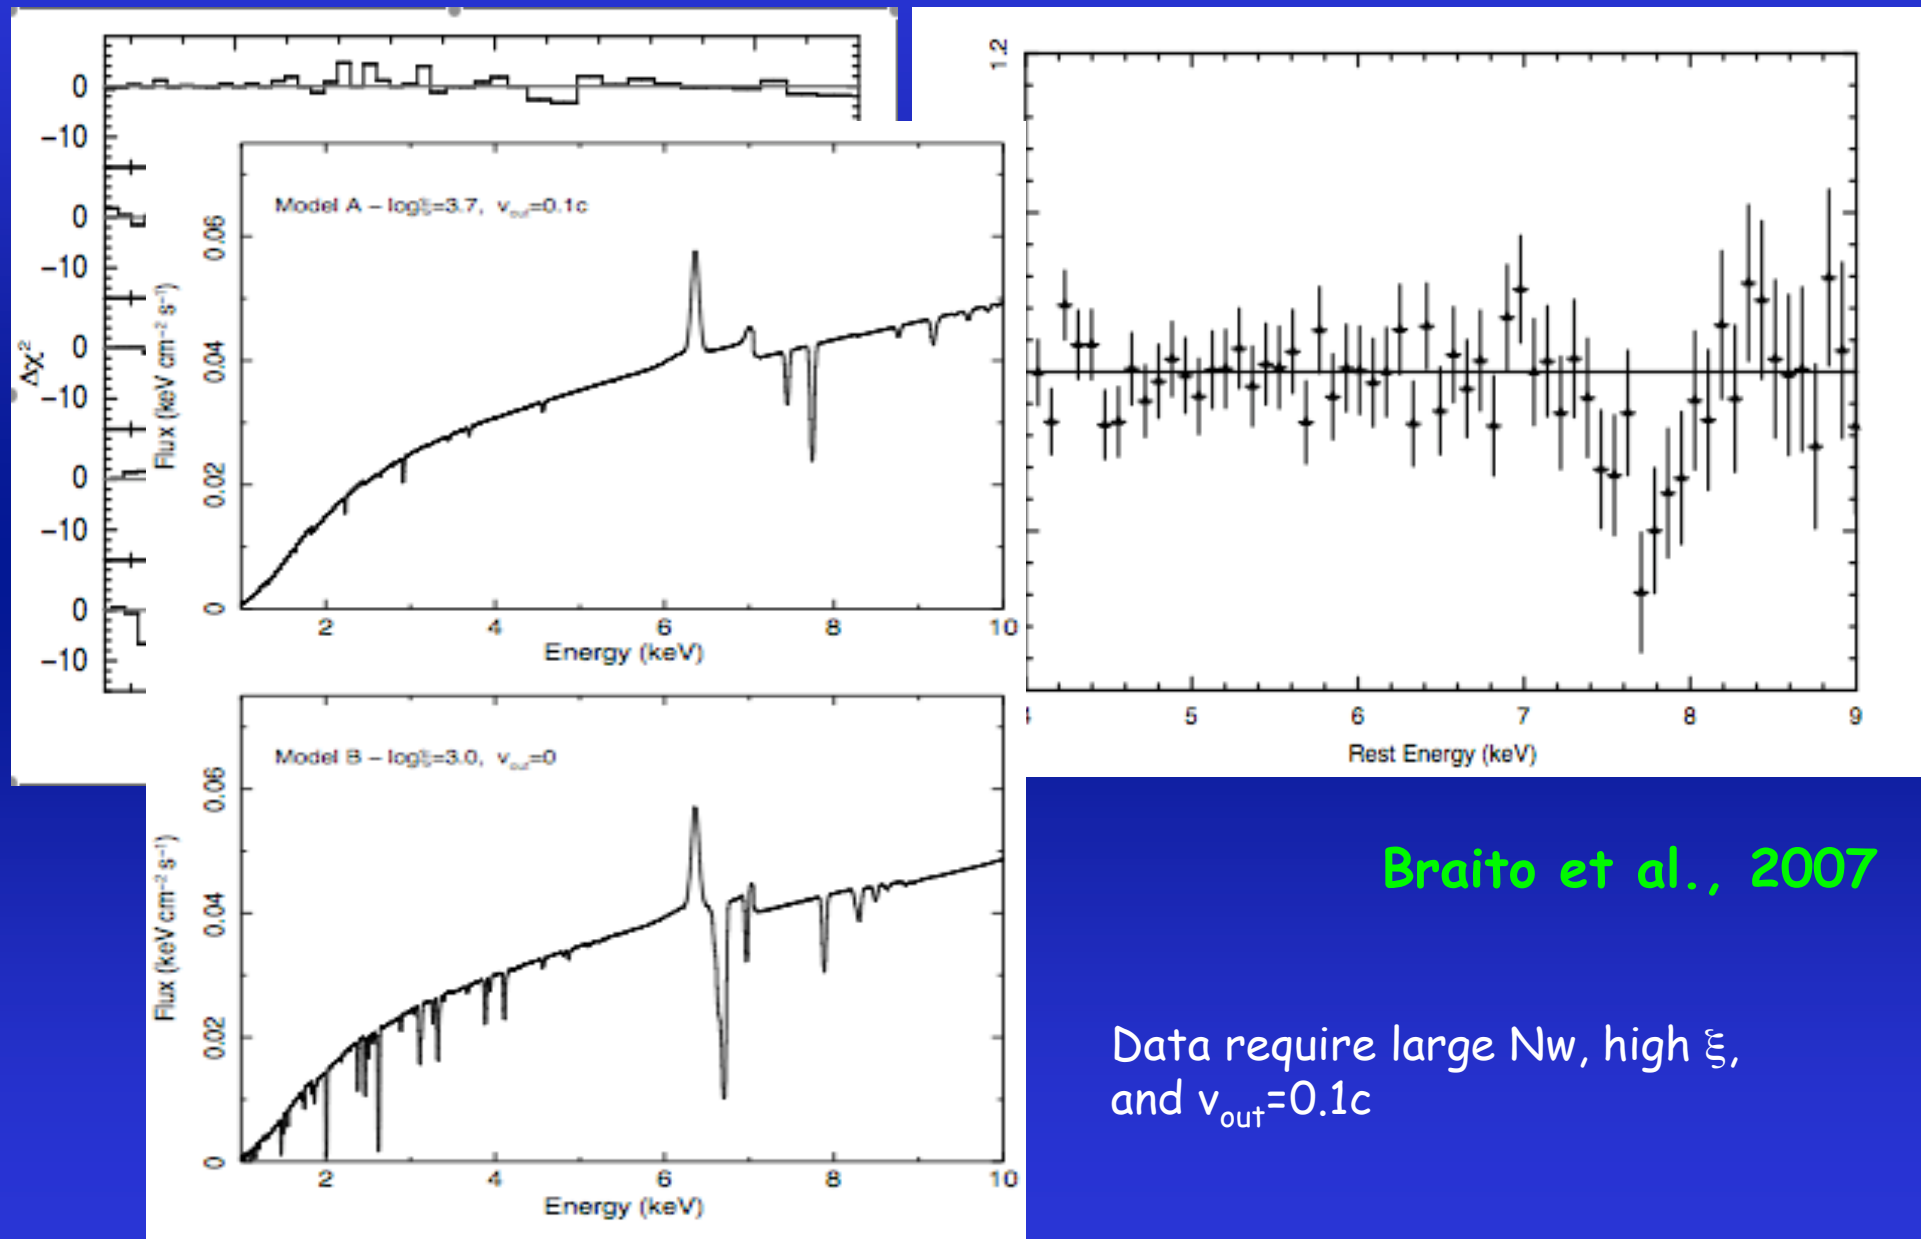 0
-10
0
-10
0
-10
0
-10
0
-10
Δχ²
Model A – logξ=3.7, v_out=0.1c
0.06
0.04
0.02
0
Flux (keV cm⁻² s⁻¹)
2 4 6 8 10
Energy (keV)
Model B – logξ=3.0, v_out=0
0.06
0.04
0.02
0
Flux (keV cm⁻² s⁻¹)
2 4 6 8 10
Energy (keV)
1.2
5 6 7 8 9
Rest Energy (keV)
Braito et al., 2007
Data require large Nw, high ξ,
and v_out=0.1c